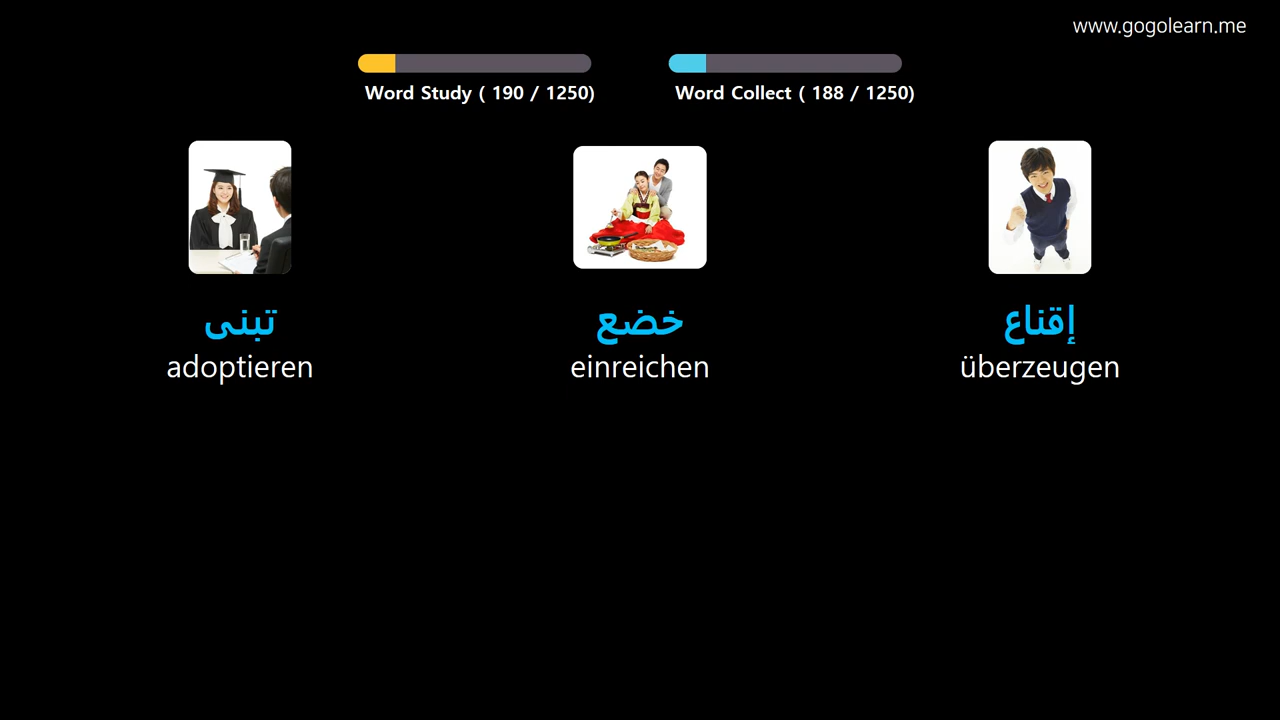 www.gogolearn.me
Word Study ( 190 / 1250)
Word Collect ( 188 / 1250)
تبنى
خضع
إقناع
adoptieren
einreichen
überzeugen